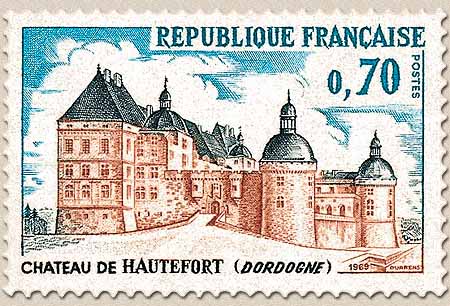 REPUBLIQUE FRANÇAISE
0,70
POSTES
CHATEAU DE HAUTEFORT (DORDOGNE)
1969
DURRENS